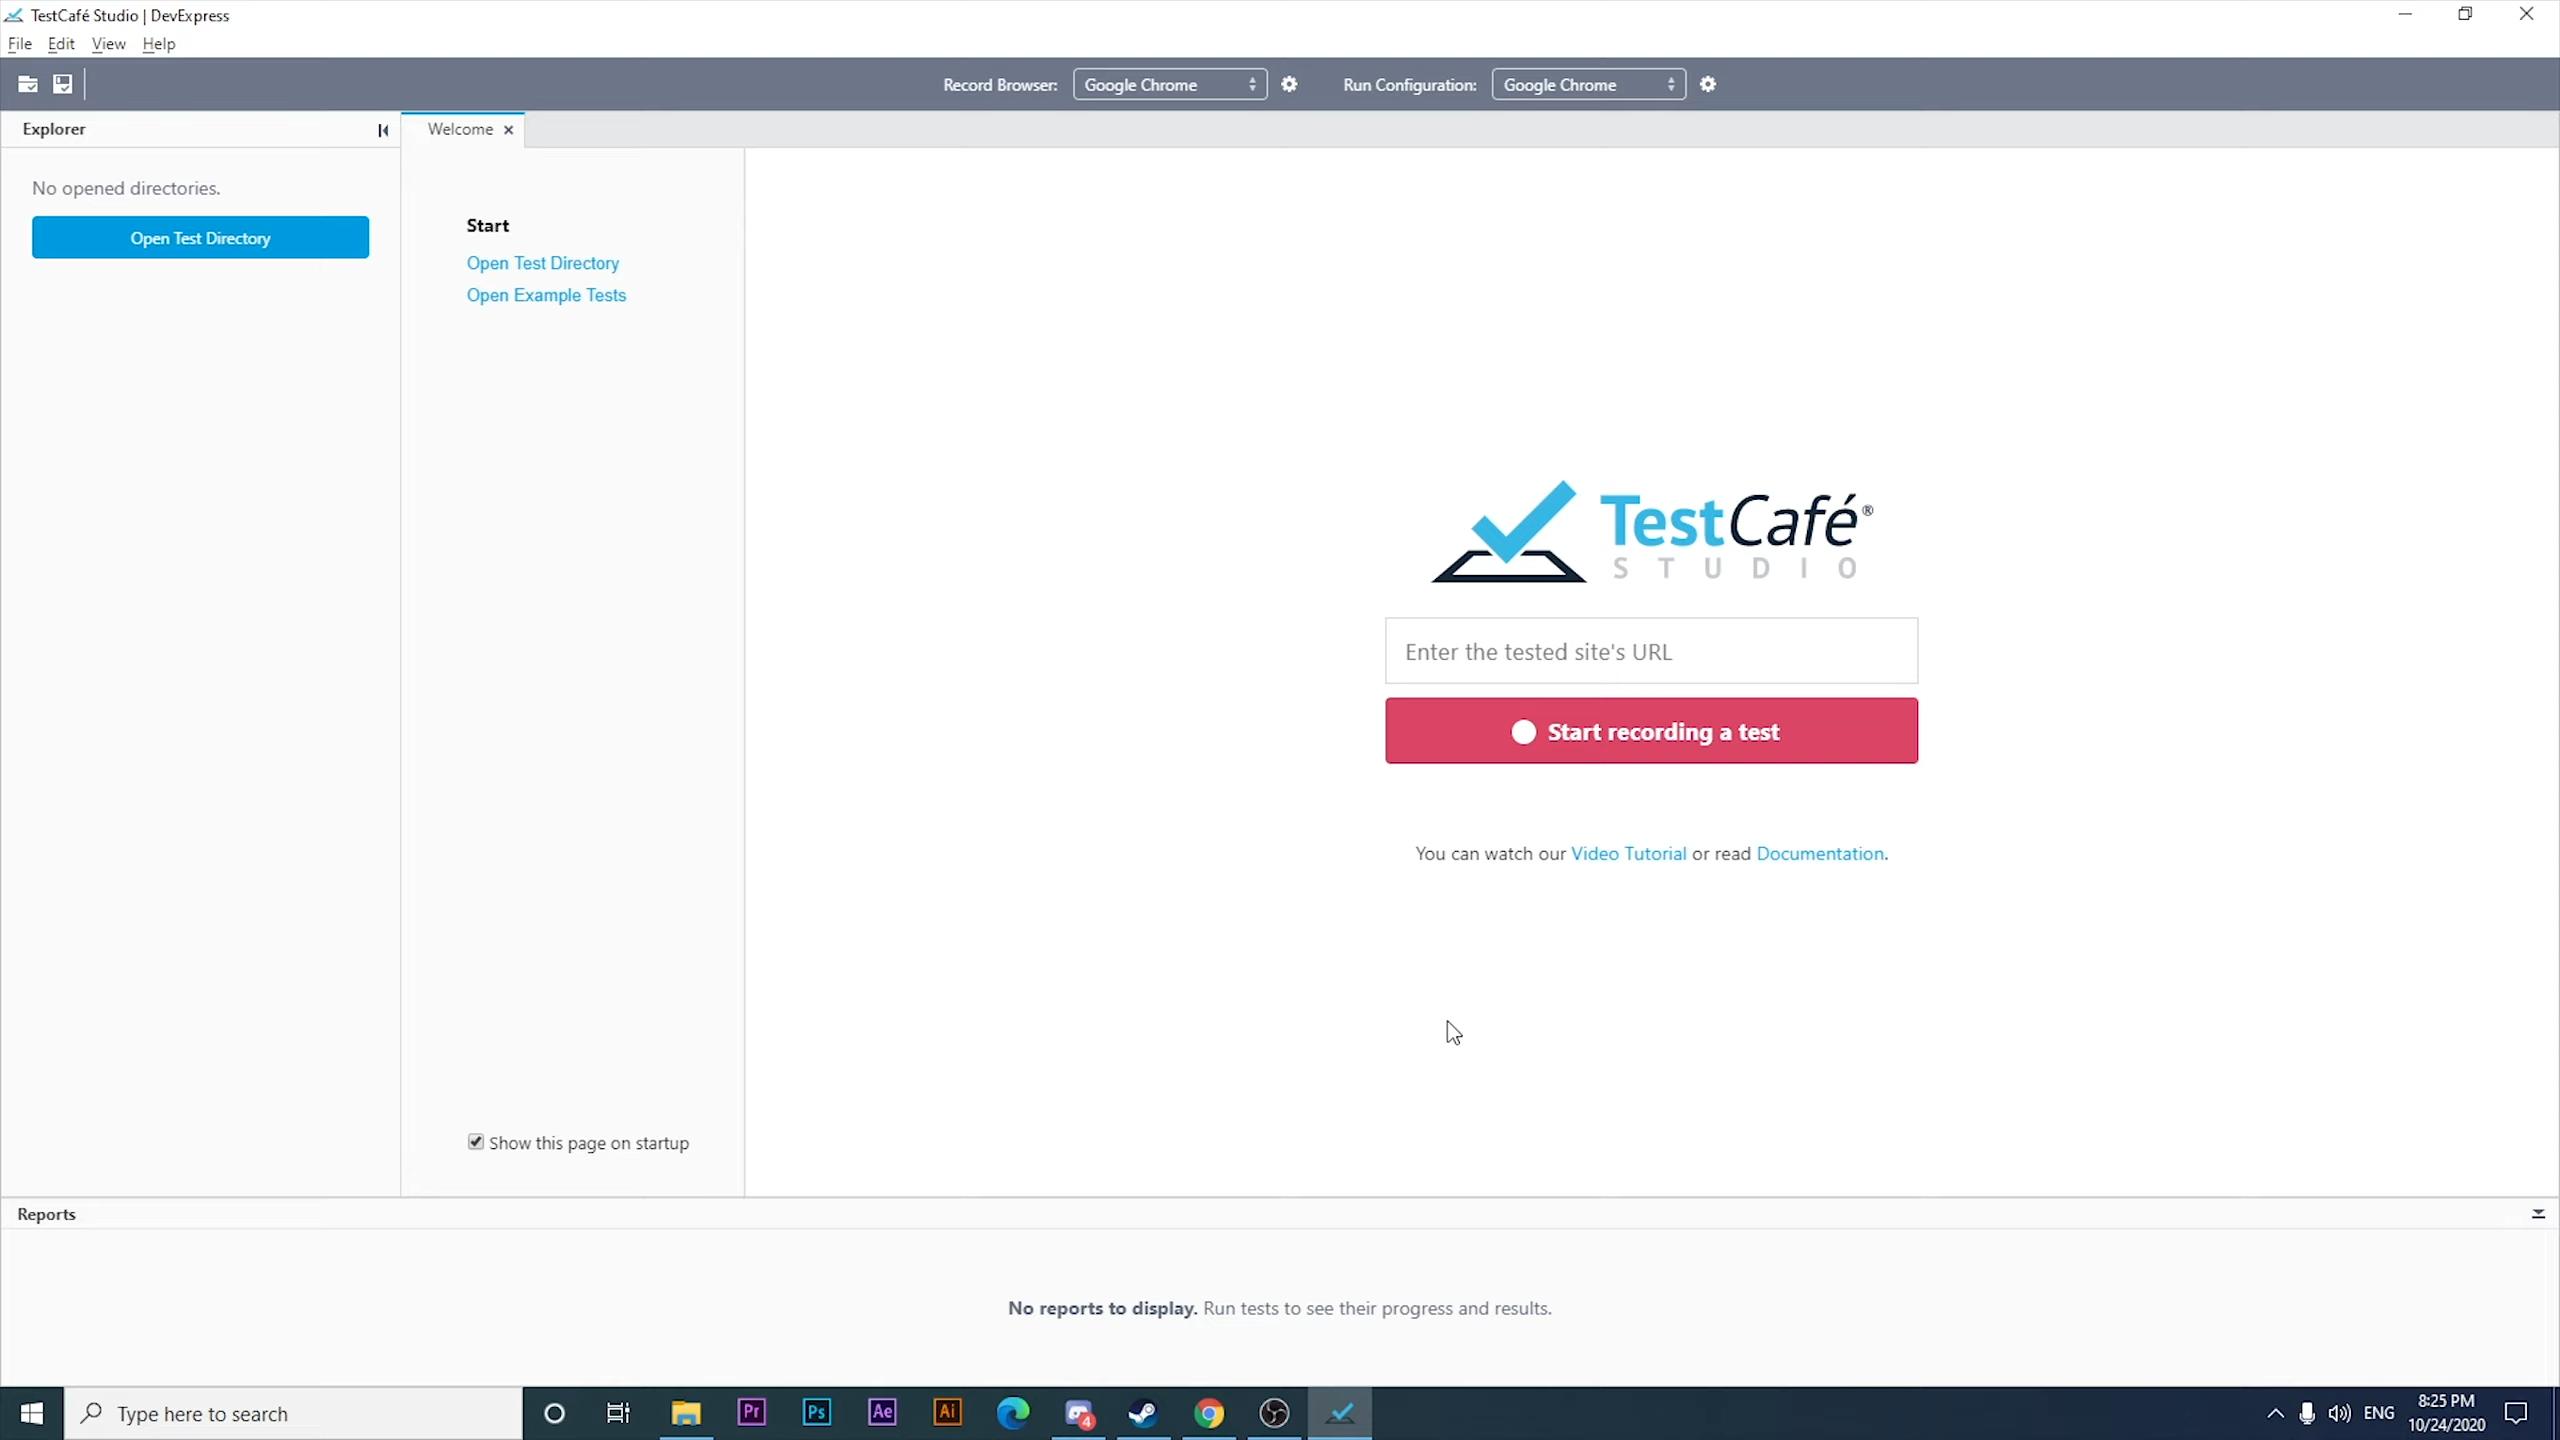 TestCafé Studio | DevExpress
File Edit View Help
Record Browser: Google Chrome Run Configuration: Google Chrome
Explorer
Welcome
No opened directories.
Open Test Directory
Start
Open Test Directory
Open Example Tests
TestCafé®
STUDIO
Enter the tested site's URL
Start recording a test
You can watch our Video Tutorial or read Documentation.
Show this page on startup
Reports
No reports to display. Run tests to see their progress and results.
Type here to search
Pr Ps Ae Ai 4
ENG
8:25 PM
10/24/2020